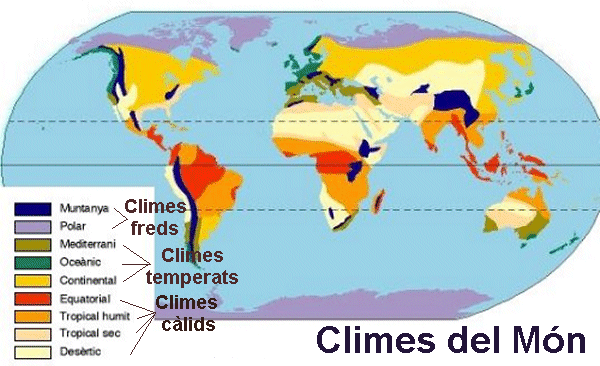 Muntanya
Polar
Climes
freds
Mediterrani
Oceànic
Continental
Climes
temperats
Equatorial
Tropical humit
Tropical sec
Desèrtic
Climes
càlids
Climes del Món